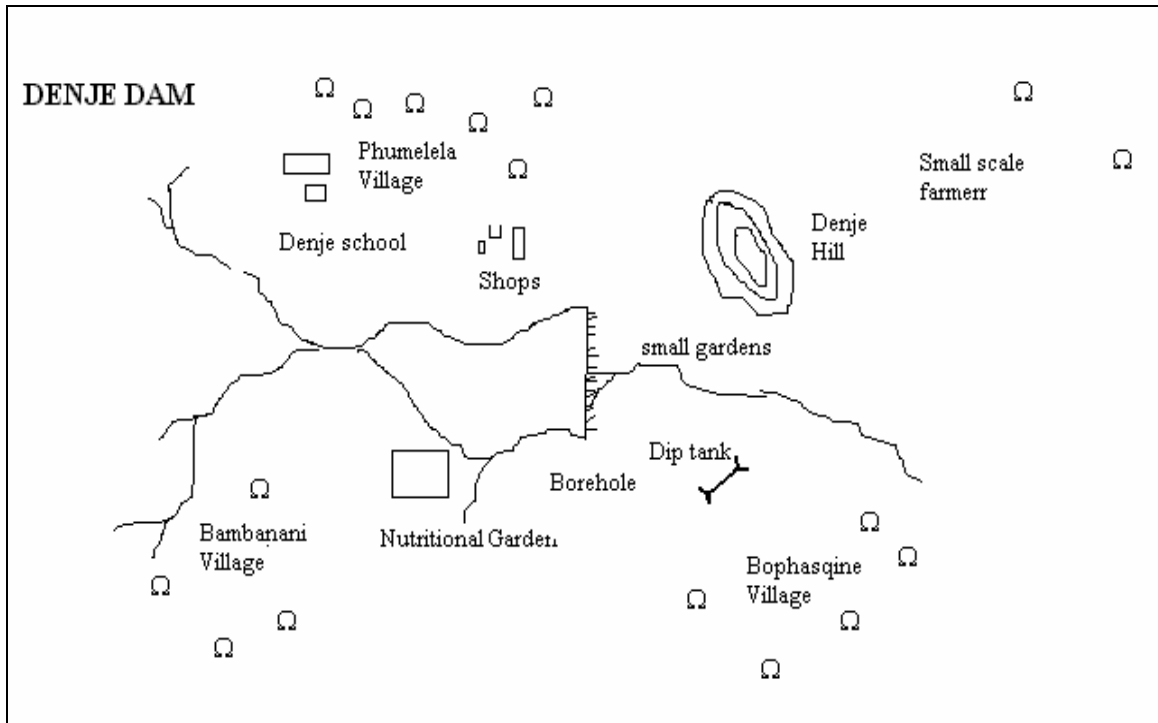 DENJE DAM
Phumelela
Village
Small scale
farmerr
Denje
Hill
Denje school
Shops
small gardens
Dip tank
Borehole
Nutritional Garden
Bambanani
Village
Bophasqine
Village